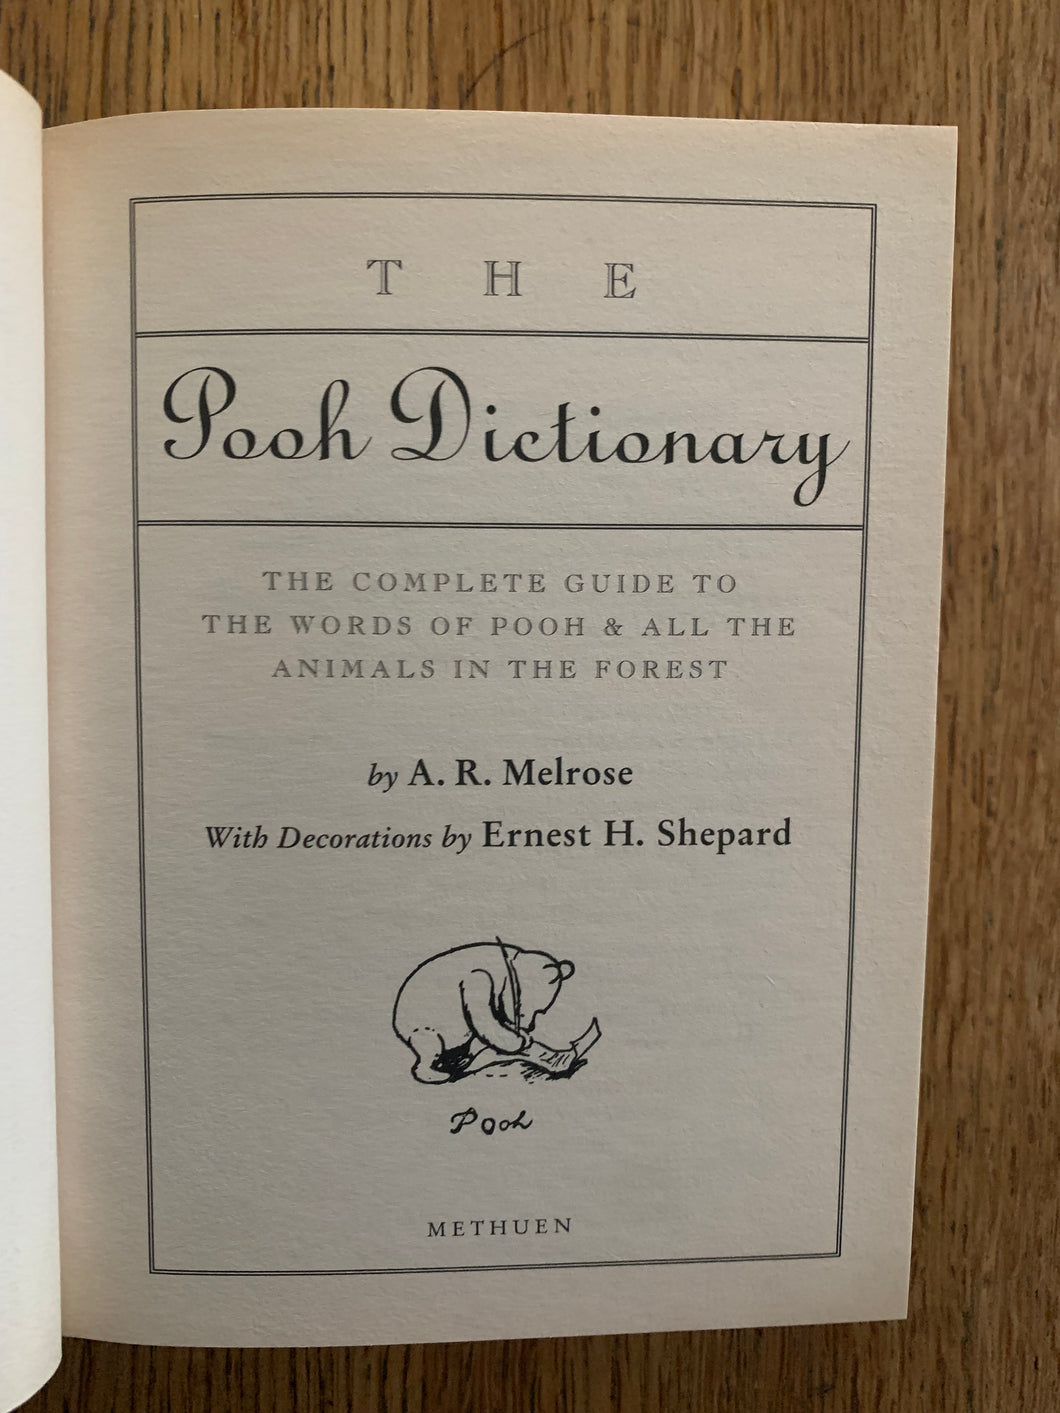 THE
Pooh Dictionary
THE COMPLETE GUIDE TO
THE WORDS OF POOH & ALL THE
ANIMALS IN THE FOREST
by A. R. Melrose
With Decorations by Ernest H. Shepard
Pooh
METHUEN